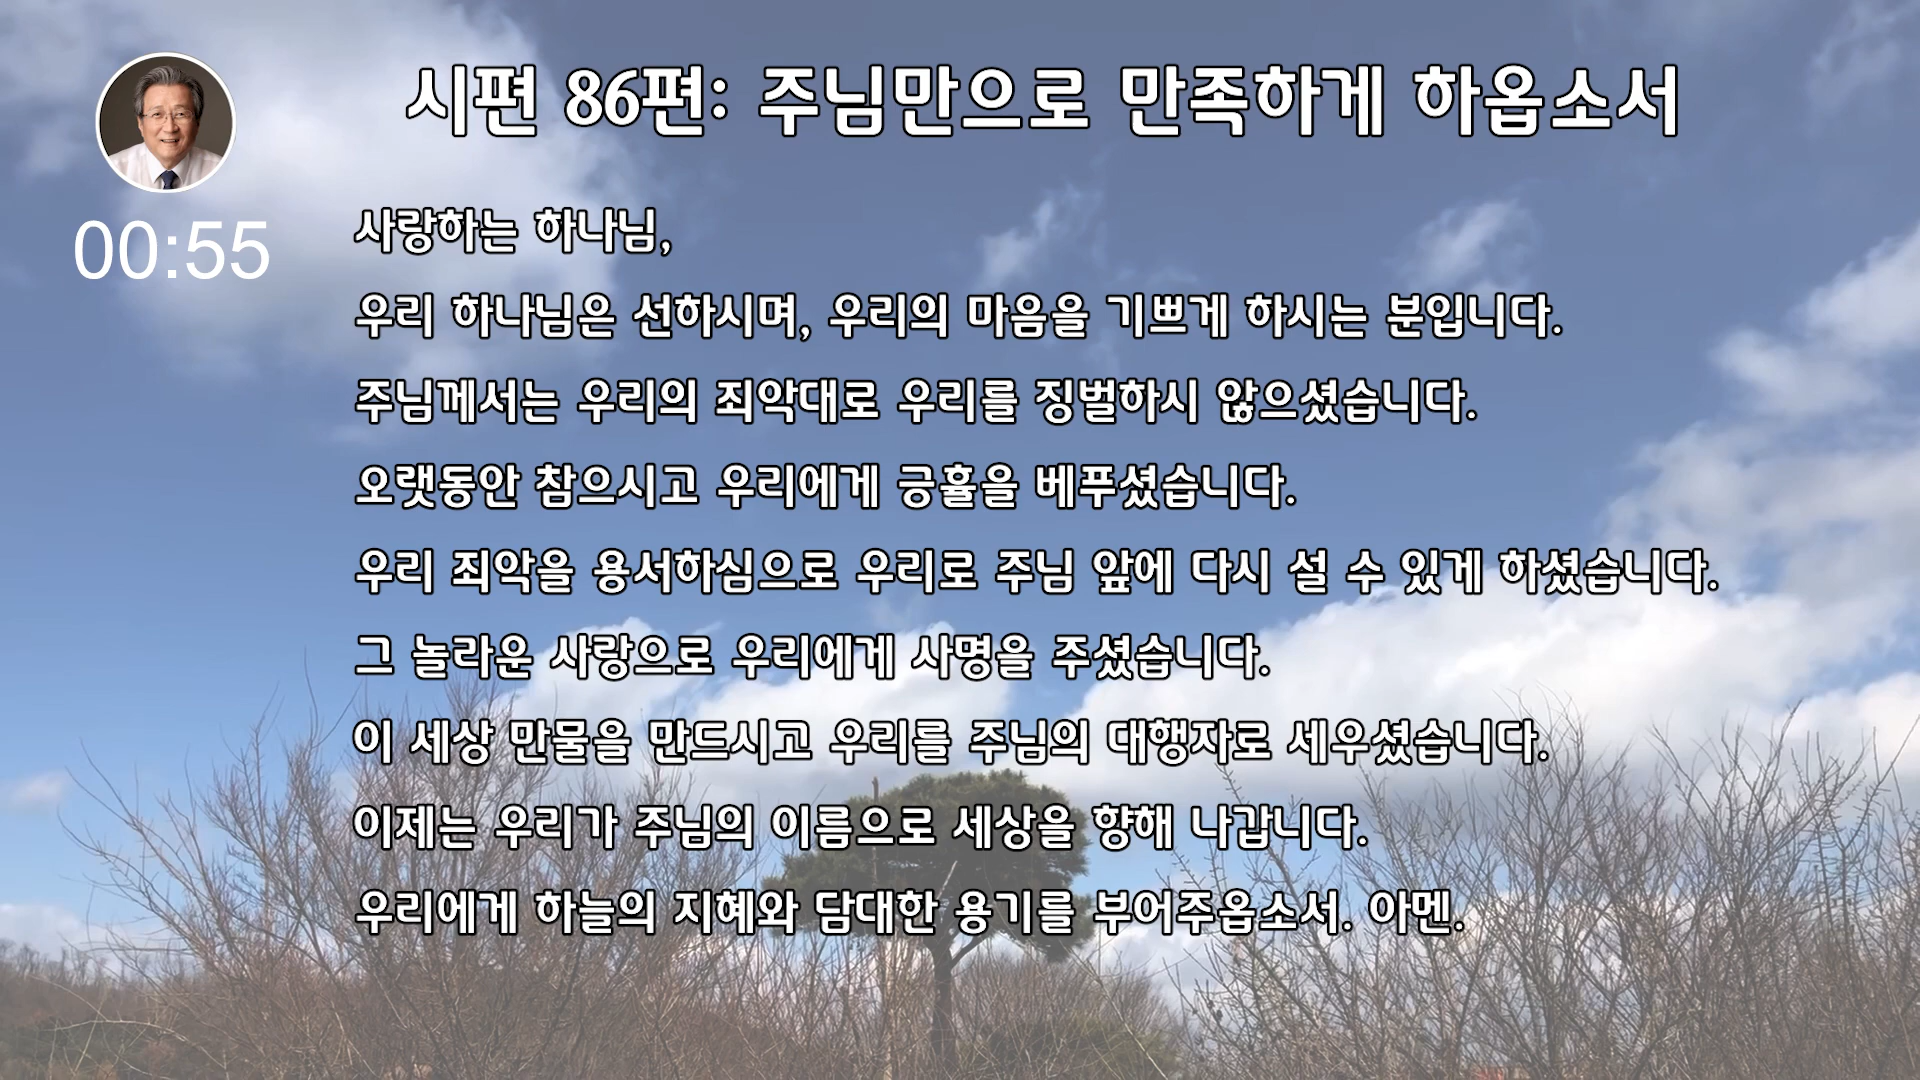 시편 86편: 주님만으로 만족하게 하옵소서
00:55
사랑하는 하나님,
우리 하나님은 선하시며, 우리의 마음을 기쁘게 하시는 분입니다.
주님께서는 우리의 죄악대로 우리를 징벌하시 않으셨습니다.
오랫동안 참으시고 우리에게 긍휼을 베푸셨습니다.
우리 죄악을 용서하심으로 우리로 주님 앞에 다시 설 수 있게 하셨습니다.
그 놀라운 사랑으로 우리에게 사명을 주셨습니다.
이 세상 만물을 만드시고 우리를 주님의 대행자로 세우셨습니다.
이제는 우리가 주님의 이름으로 세상을 향해 나갑니다.
우리에게 하늘의 지혜와 담대한 용기를 부어주옵소서. 아멘.